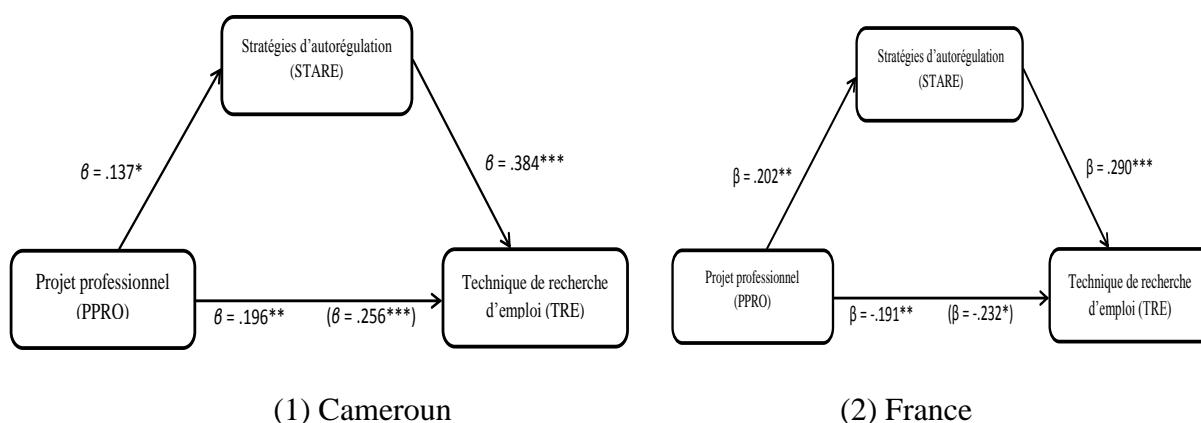 Stratégies d’autorégulation
(STARE)
β = .137*
β = .384***
Projet professionnel
(PPRO)
Technique de recherche
d’emploi (TRE)
β = .196** (β = .256***)
(1) Cameroun
Stratégies d’autorégulation
(STARE)
β = .202**
β = .290***
Projet professionnel
(PPRO)
Technique de recherche
d’emploi (TRE)
β = -.191** (β = -.232*)
(2) France